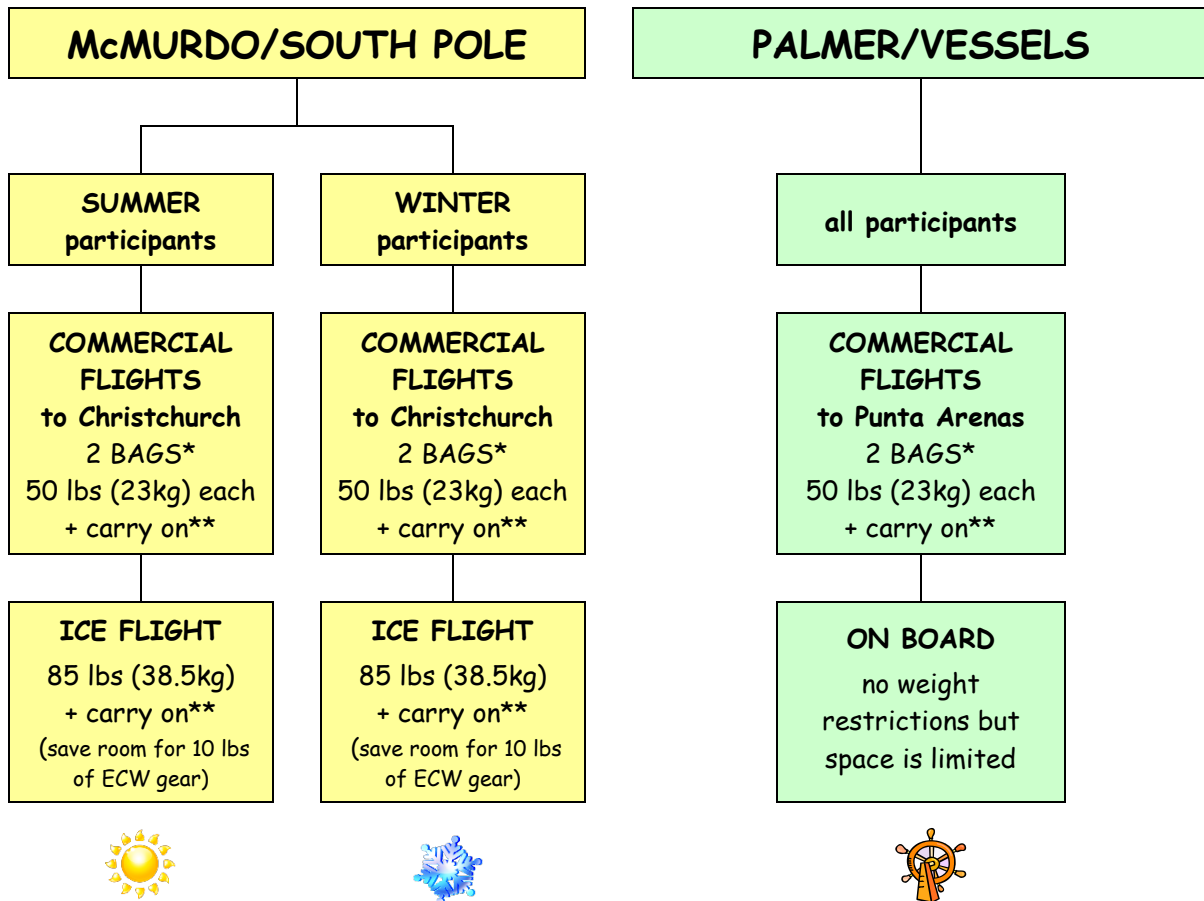 McMURDO/SOUTH POLE
PALMER/VESSELS
SUMMER
participants
WINTER
participants
all participants
COMMERCIAL
FLIGHTS
to Christchurch
2 BAGS*
50 lbs (23kg) each
+ carry on**
COMMERCIAL
FLIGHTS
to Christchurch
2 BAGS*
50 lbs (23kg) each
+ carry on**
COMMERCIAL
FLIGHTS
to Punta Arenas
2 BAGS*
50 lbs (23kg) each
+ carry on**
ICE FLIGHT
85 lbs (38.5kg)
+ carry on**
(save room for 10 lbs
of ECW gear)
ICE FLIGHT
85 lbs (38.5kg)
+ carry on**
(save room for 10 lbs
of ECW gear)
ON BOARD
no weight
restrictions but
space is limited